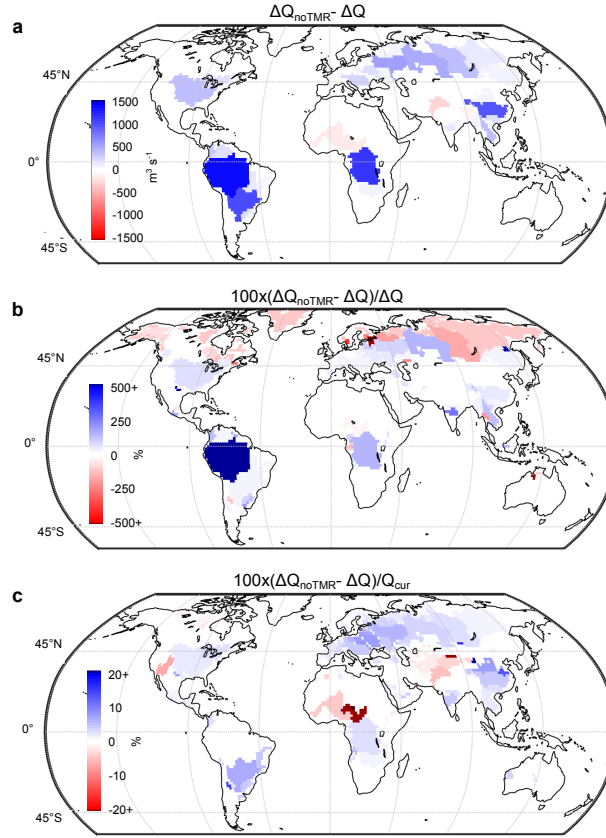 a
ΔQnoTMR- ΔQ
45°N
0°
45°S
1500
1000
500
0
-500
-1000
-1500
m³ s⁻¹
b
100x(ΔQnoTMR- ΔQ)/ΔQ
45°N
0°
45°S
500+
250
0
-250
-500+
%
c
100x(ΔQnoTMR- ΔQ)/Qcur
45°N
0°
45°S
20+
10
0
-10
-20+
%